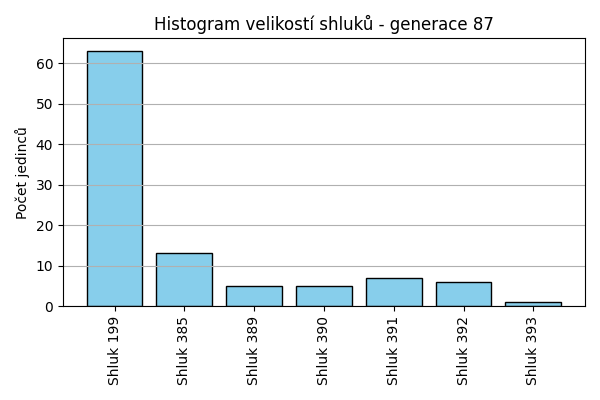 Histogram velikostí shluků - generace 87
Počet jedinců
60
50
40
30
20
10
0
Shluk 199
Shluk 385
Shluk 389
Shluk 390
Shluk 391
Shluk 392
Shluk 393